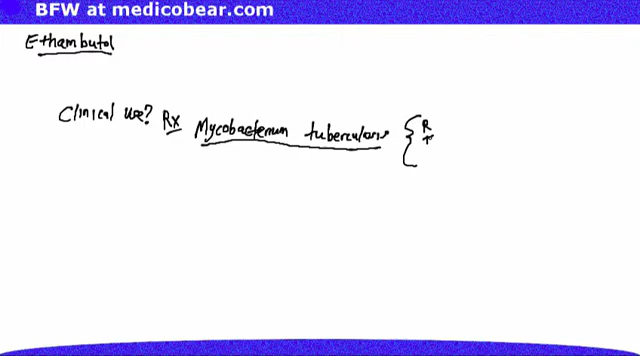 BFW at medicobear.com
Ethambutol
Clinical use? Rx Mycobacterium tuberculosis { R